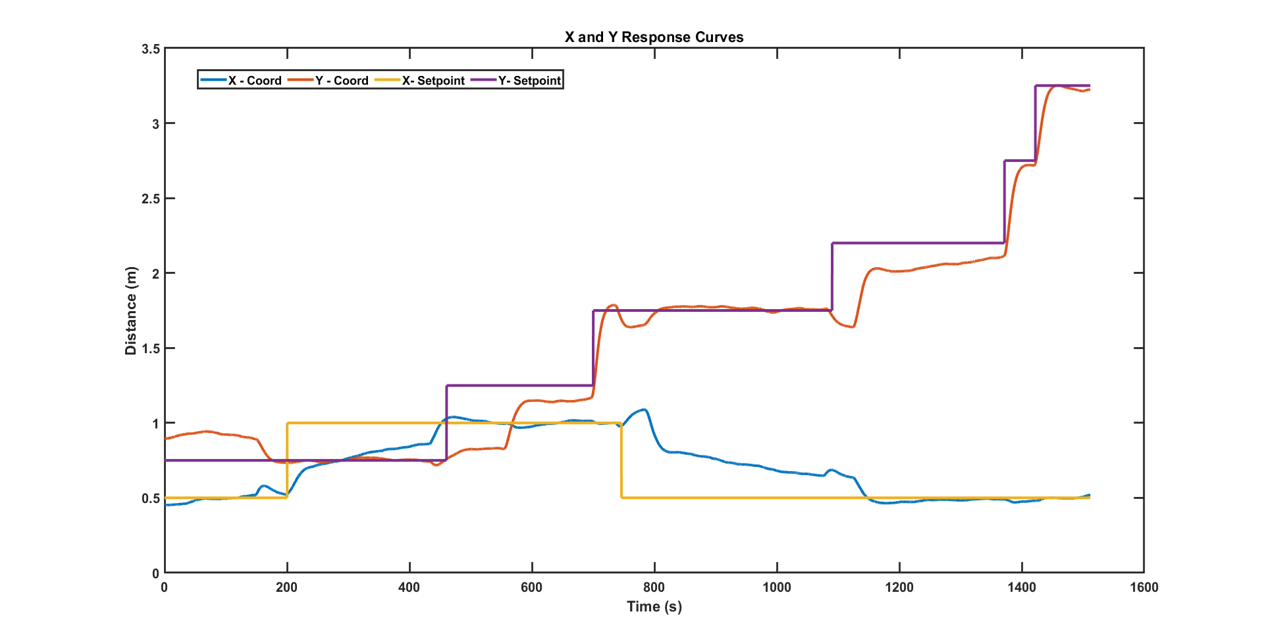 X and Y Response Curves
3.5
X - Coord Y - Coord X- Setpoint Y- Setpoint
3
2.5
2
Distance (m)
1.5
1
0.5
0
0 200 400 600 800 1000 1200 1400 1600
Time (s)